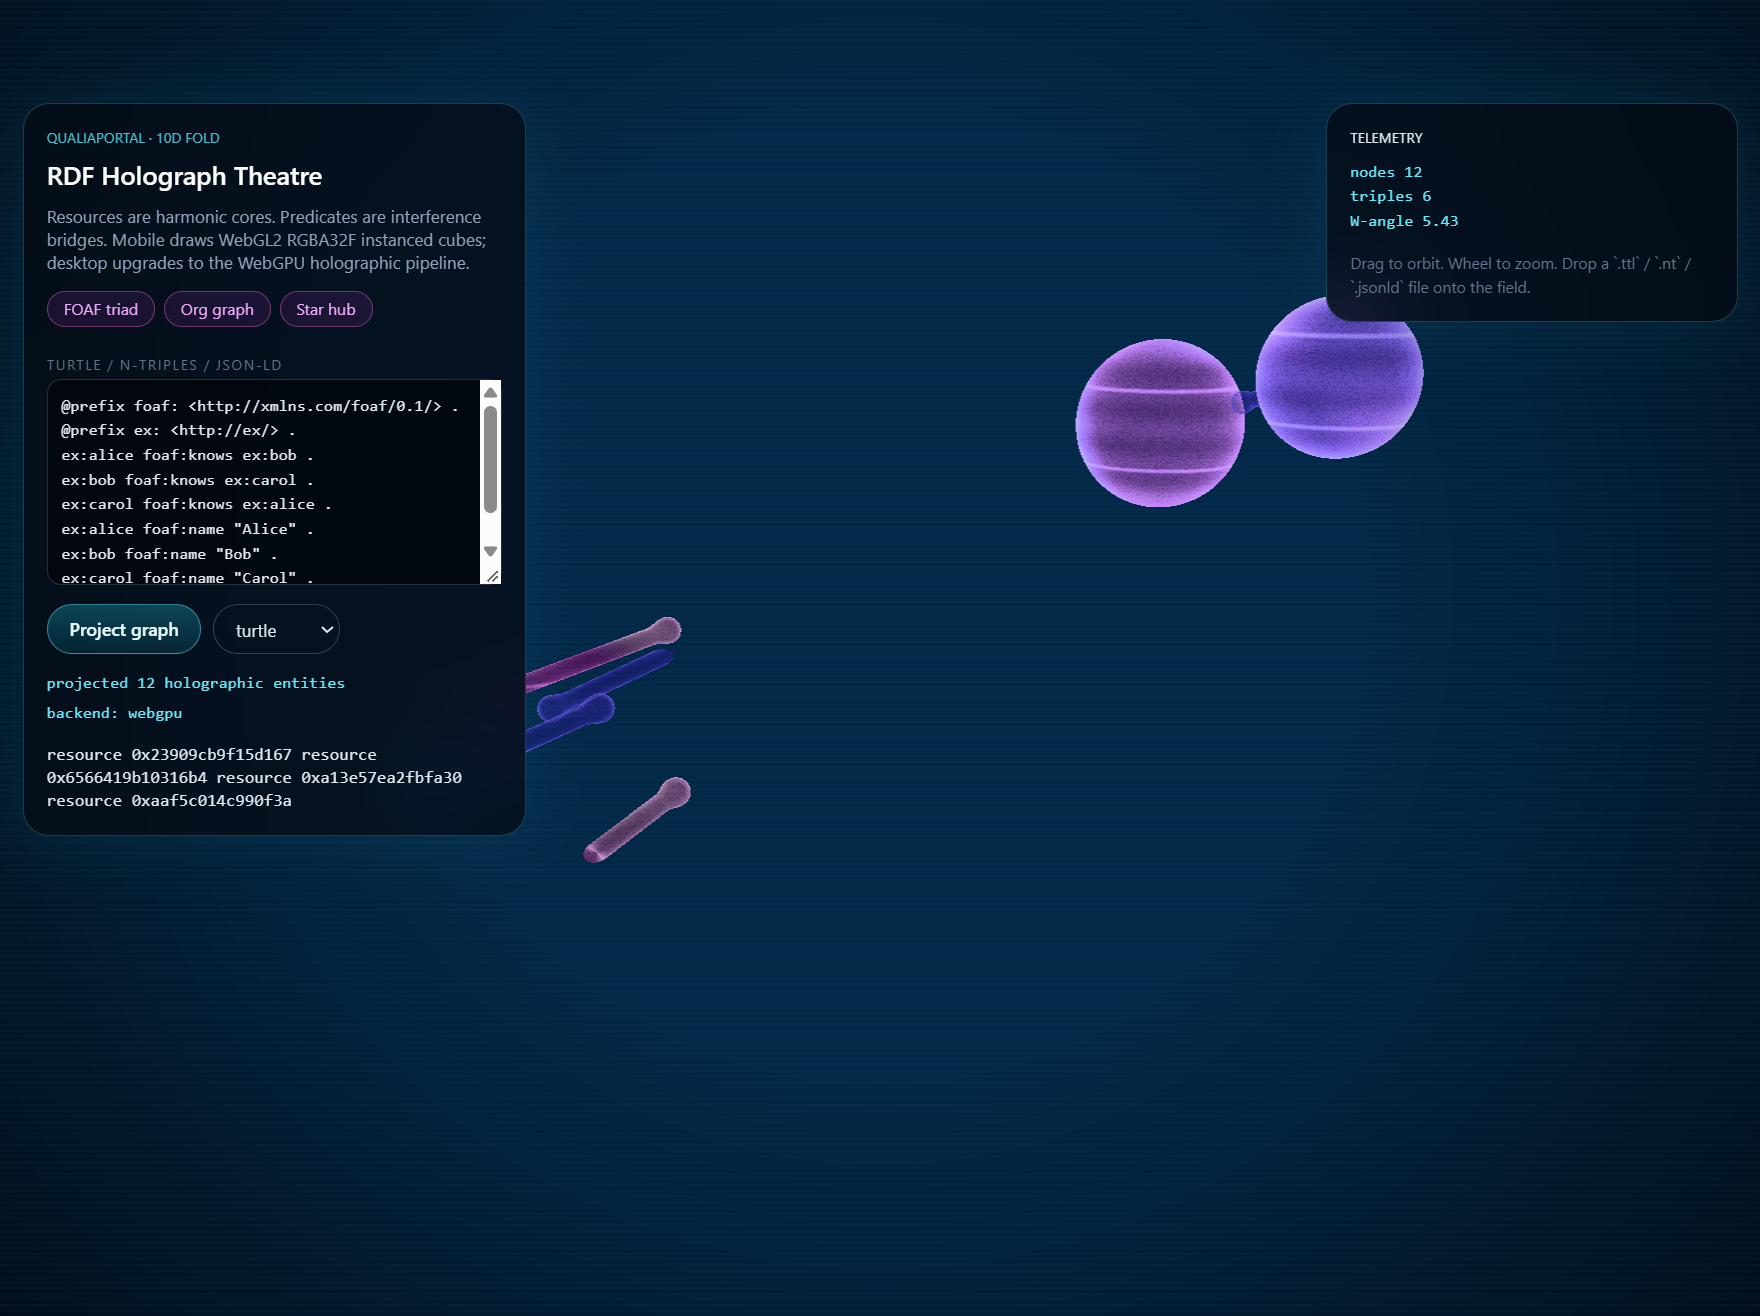 QUALIAPORTAL · 10D FOLD
RDF Holograph Theatre
Resources are harmonic cores. Predicates are interference
bridges. Mobile draws WebGL2 RGBA32F instanced cubes;
desktop upgrades to the WebGPU holographic pipeline.
FOAF triad
Org graph
Star hub
TURTLE / N-TRIPLES / JSON-LD
@prefix foaf: <http://xmlns.com/foaf/0.1/> .
@prefix ex: <http://ex/> .
ex:alice foaf:knows ex:bob .
ex:bob foaf:knows ex:carol .
ex:carol foaf:knows ex:alice .
ex:alice foaf:name "Alice" .
ex:bob foaf:name "Bob" .
ex:carol foaf:name "Carol" .
Project graph
turtle
projected 12 holographic entities
backend: webgpu
resource 0x23909cb9f15d167 resource
0x6566419b10316b4 resource 0xa13e57ea2fbfa30
resource 0xaaf5c014c990f3a
TELEMETRY
nodes 12
triples 6
W-angle 5.43
Drag to orbit. Wheel to zoom. Drop a `.ttl` / `.nt` /
`.jsonld` file onto the field.